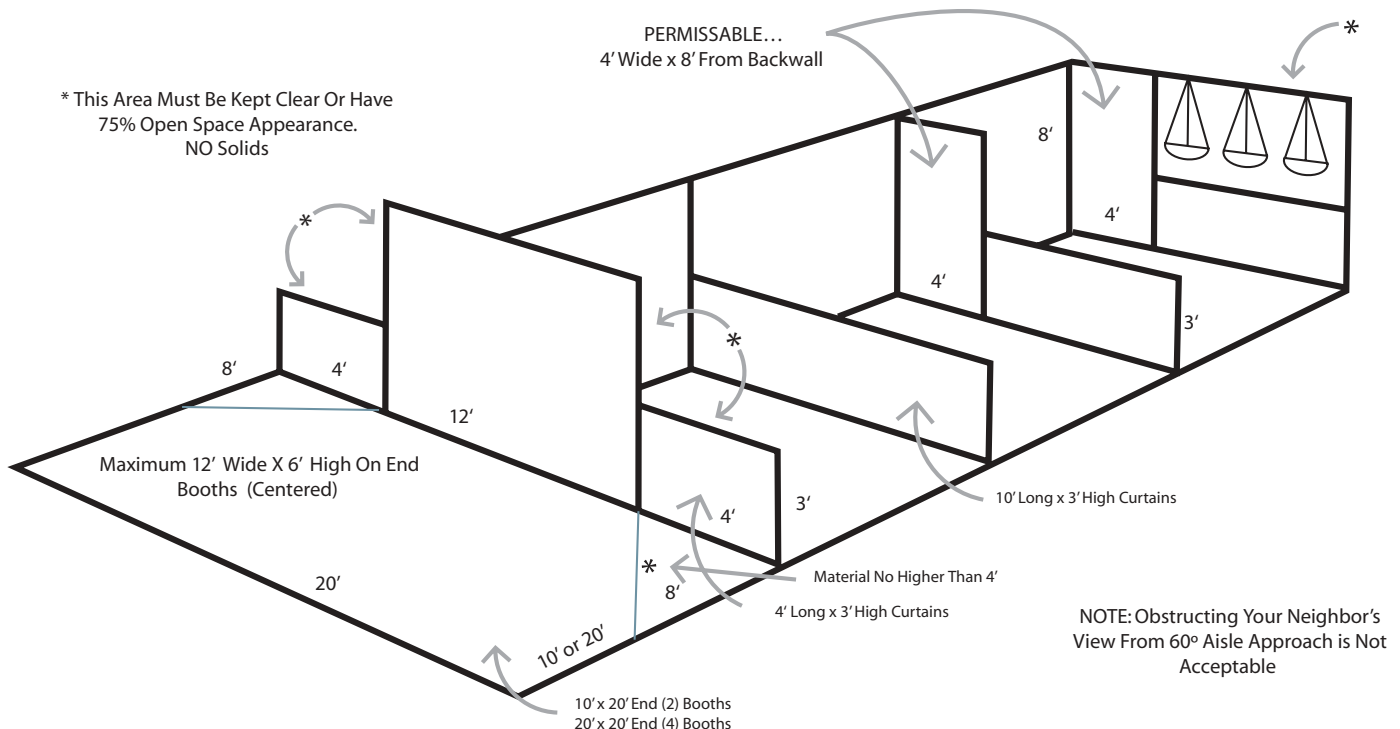 PERMISSABLE...
4' Wide x 8' From Backwall
*
* This Area Must Be Kept Clear Or Have
75% Open Space Appearance.
NO Solids
8'
4'
*
4'
3'
*
8'
4'
12'
Maximum 12' Wide X 6' High On End
Booths (Centered)
10' Long x 3' High Curtains
4'
3'
*
Material No Higher Than 4'
8'
4' Long x 3' High Curtains
20'
10' or 20'
NOTE: Obstructing Your Neighbor's
View From 60º Aisle Approach is Not
Acceptable
10' x 20' End (2) Booths
20' x 20' End (4) Booths